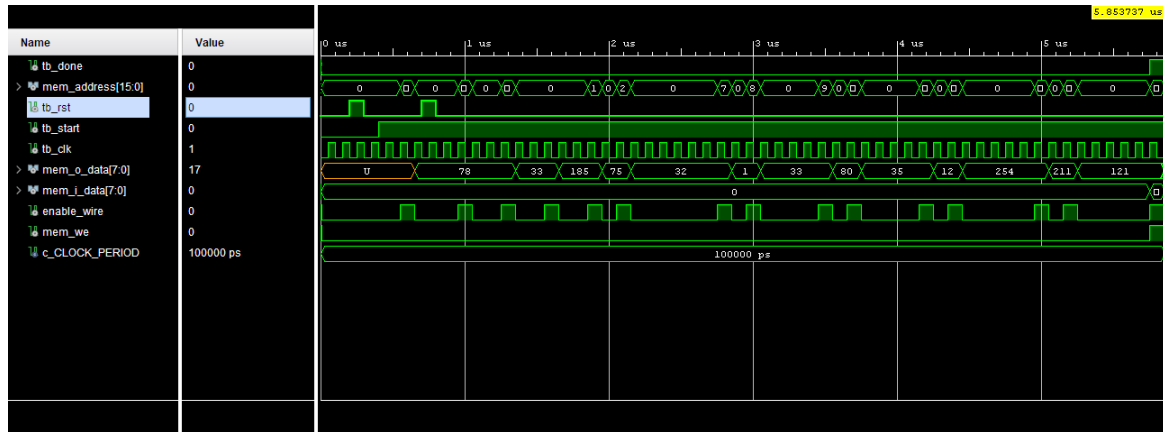 5.853737 us
Name Value 0 us 1 us 2 us 3 us 4 us 5 us
tb_done 0
mem_address[15:0] 0 0 0 0 1 0 2 0 7 0 8 0 9 0 0 0 0 0 0
tb_rst 0
tb_start 0
tb_clk 1
mem_o_data[7:0] 17 U 78 33 185 75 32 1 33 80 35 12 254 211 121
mem_i_data[7:0] 0 0
enable_wire 0
mem_we 0
c_CLOCK_PERIOD 100000 ps 100000 ps